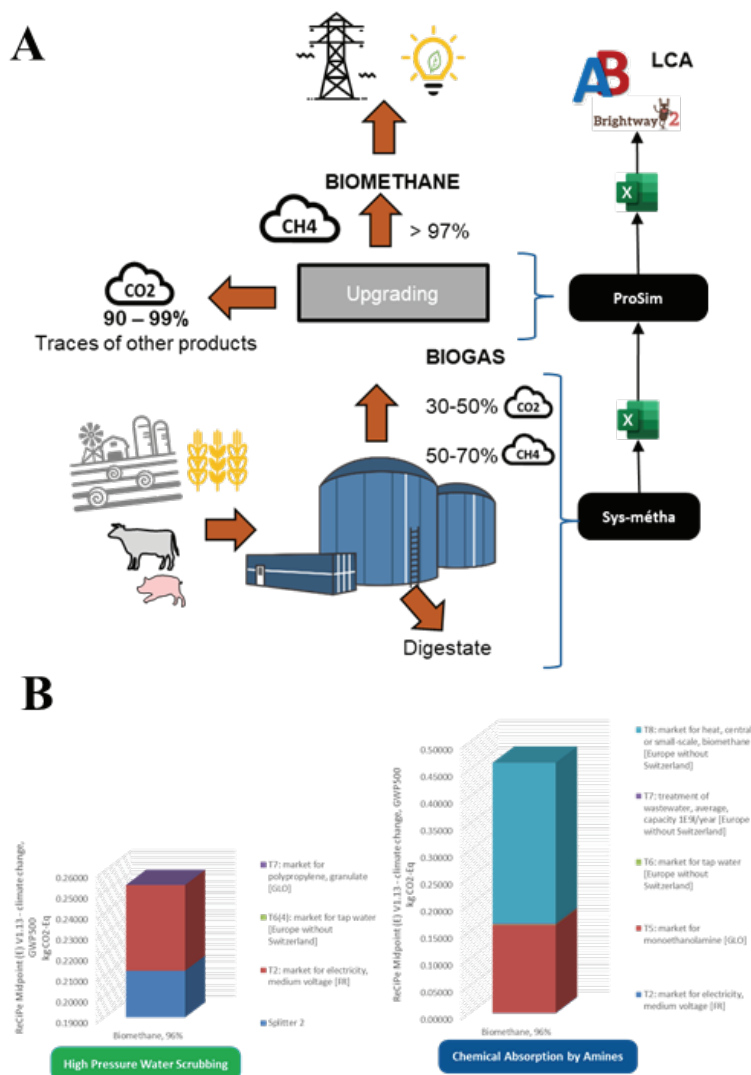 A
LCA
AB
Brightway2
BIOMETHANE
CH4
> 97%
X
CO2
Upgrading
ProSim
90 – 99%
Traces of other products
BIOGAS
30-50% CO2
X
50-70% CH4
Sys-métha
Digestate
B
ReCiPe Midpoint (E) V1.13 - climate change,
GWP500
kg CO2-Eq
0.26000
0.25000
0.24000
0.23000
0.22000
0.21000
0.20000
0.19000
Biomethane, 96%
T7: market for
polypropylene, granulate
[GLO]
T6(4): market for tap water
[Europe without
Switzerland]
T2: market for electricity,
medium voltage [FR]
Splitter 2
High Pressure Water Scrubbing
ReCiPe Midpoint (E) V1.13 - climate change, GWP500
kg CO2-Eq
0.50000
0.45000
0.40000
0.35000
0.30000
0.25000
0.20000
0.15000
0.10000
0.05000
0.00000
Biomethane, 96%
T8: market for heat, central
or small-scale, biomethane
[Europe without
Switzerland]
T7: treatment of
wastewater, average,
capacity 1E9l/year [Europe
without Switzerland]
T6: market for tap water
[Europe without
Switzerland]
T5: market for
monoethanolamine [GLO]
T2: market for electricity,
medium voltage [FR]
Chemical Absorption by Amines